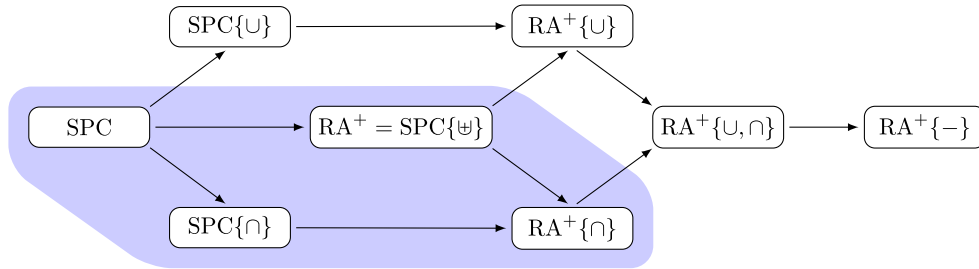 SPC{∪}
RA⁺{∪}
SPC
RA⁺ = SPC{⊎}
RA⁺{∪, ∩}
RA⁺{−}
SPC{∩}
RA⁺{∩}